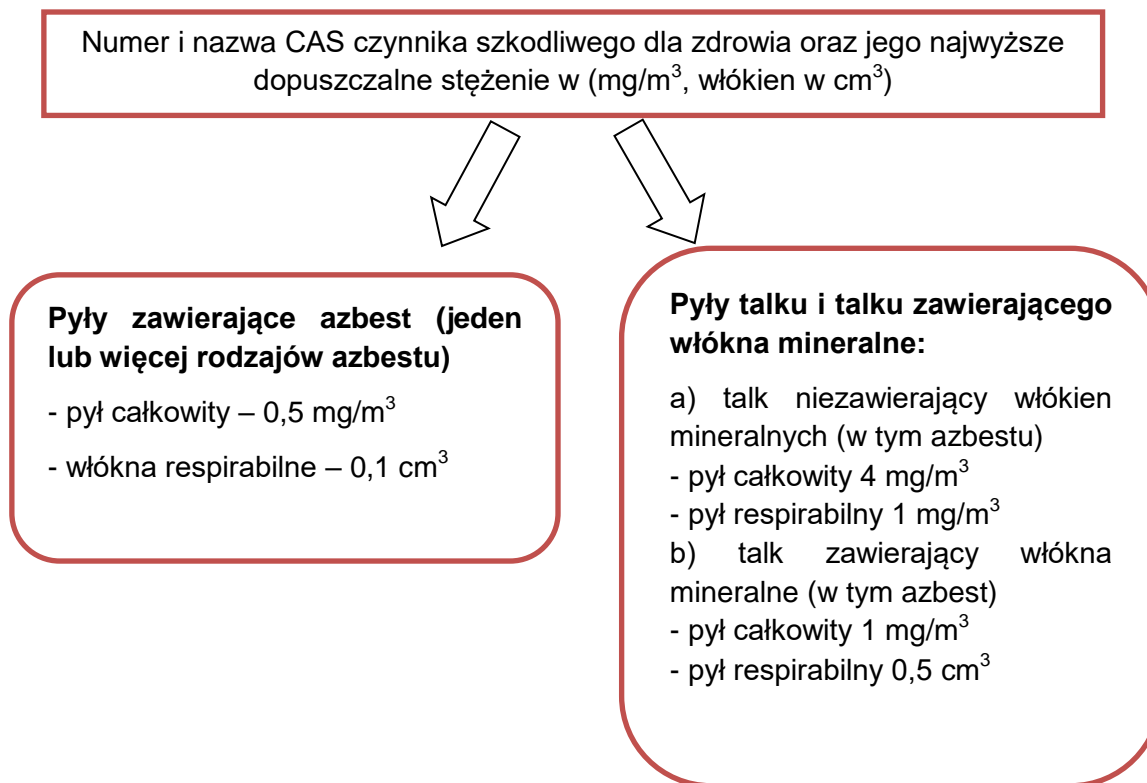 Numer i nazwa CAS czynnika szkodliwego dla zdrowia oraz jego najwyższe
dopuszczalne stężenie w (mg/m³, włókien w cm³)
Pyły zawierające azbest (jeden
lub więcej rodzajów azbestu)
- pył całkowity – 0,5 mg/m³
- włókna respirabilne – 0,1 cm³
Pyły talku i talku zawierającego
włókna mineralne:
a) talk niezawierający włókien
mineralnych (w tym azbestu)
- pył całkowity 4 mg/m³
- pył respirabilny 1 mg/m³
b) talk zawierający włókna
mineralne (w tym azbest)
- pył całkowity 1 mg/m³
- pył respirabilny 0,5 cm³